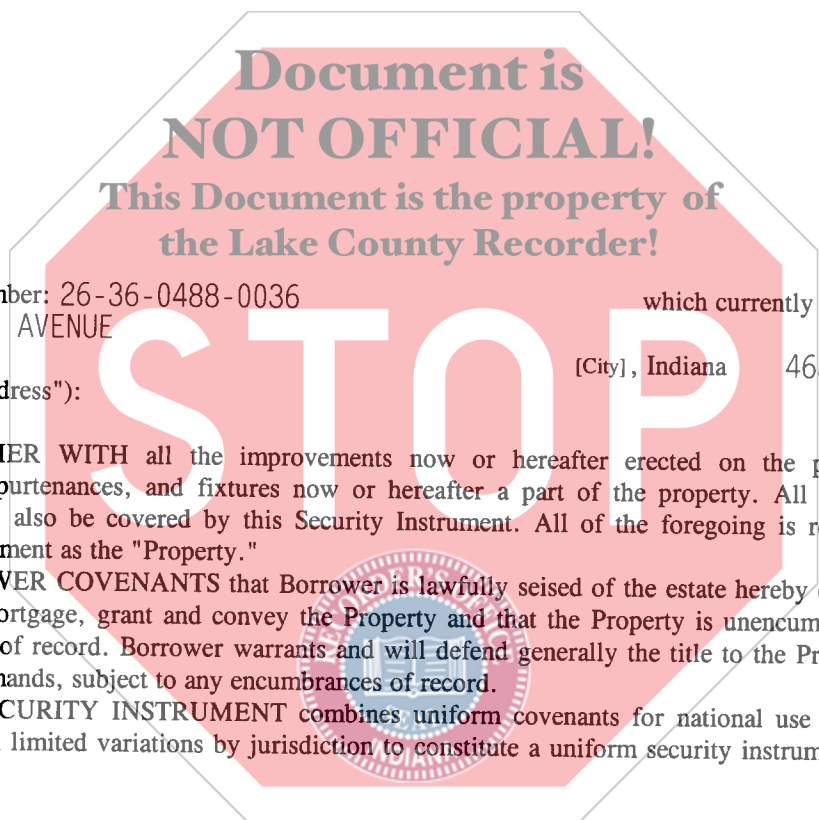 Document is
NOT OFFICIAL!
This Document is the property of
the Lake County Recorder!
nber: 26-36-0488-0036 which currently
AVENUE
[City], Indiana 46
dress"):
STOP
IER WITH all the improvements now or hereafter erected on the p
purtenances, and fixtures now or hereafter a part of the property. All
also be covered by this Security Instrument. All of the foregoing is r
ment as the "Property."
WER COVENANTS that Borrower is lawfully seised of the estate hereby
ortgage, grant and convey the Property and that the Property is unencum
of record. Borrower warrants and will defend generally the title to the Pr
nands, subject to any encumbrances of record.
CURITY INSTRUMENT combines uniform covenants for national use
limited variations by jurisdiction to constitute a uniform security instrum
INDIANA